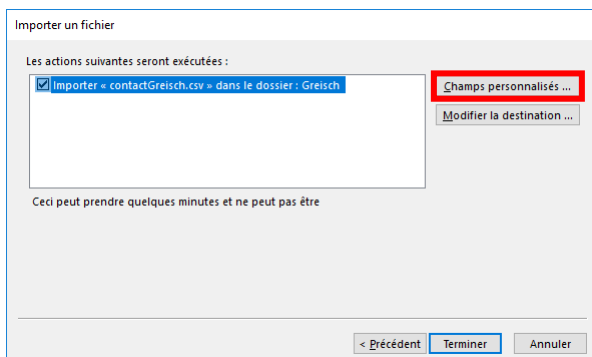 Importer un fichier
Les actions suivantes seront exécutées :
Importer « contactGreisch.csv » dans le dossier : Greisch
Champs personnalisés ...
Modifier la destination ...
Ceci peut prendre quelques minutes et ne peut pas être
< Précédent
Terminer
Annuler